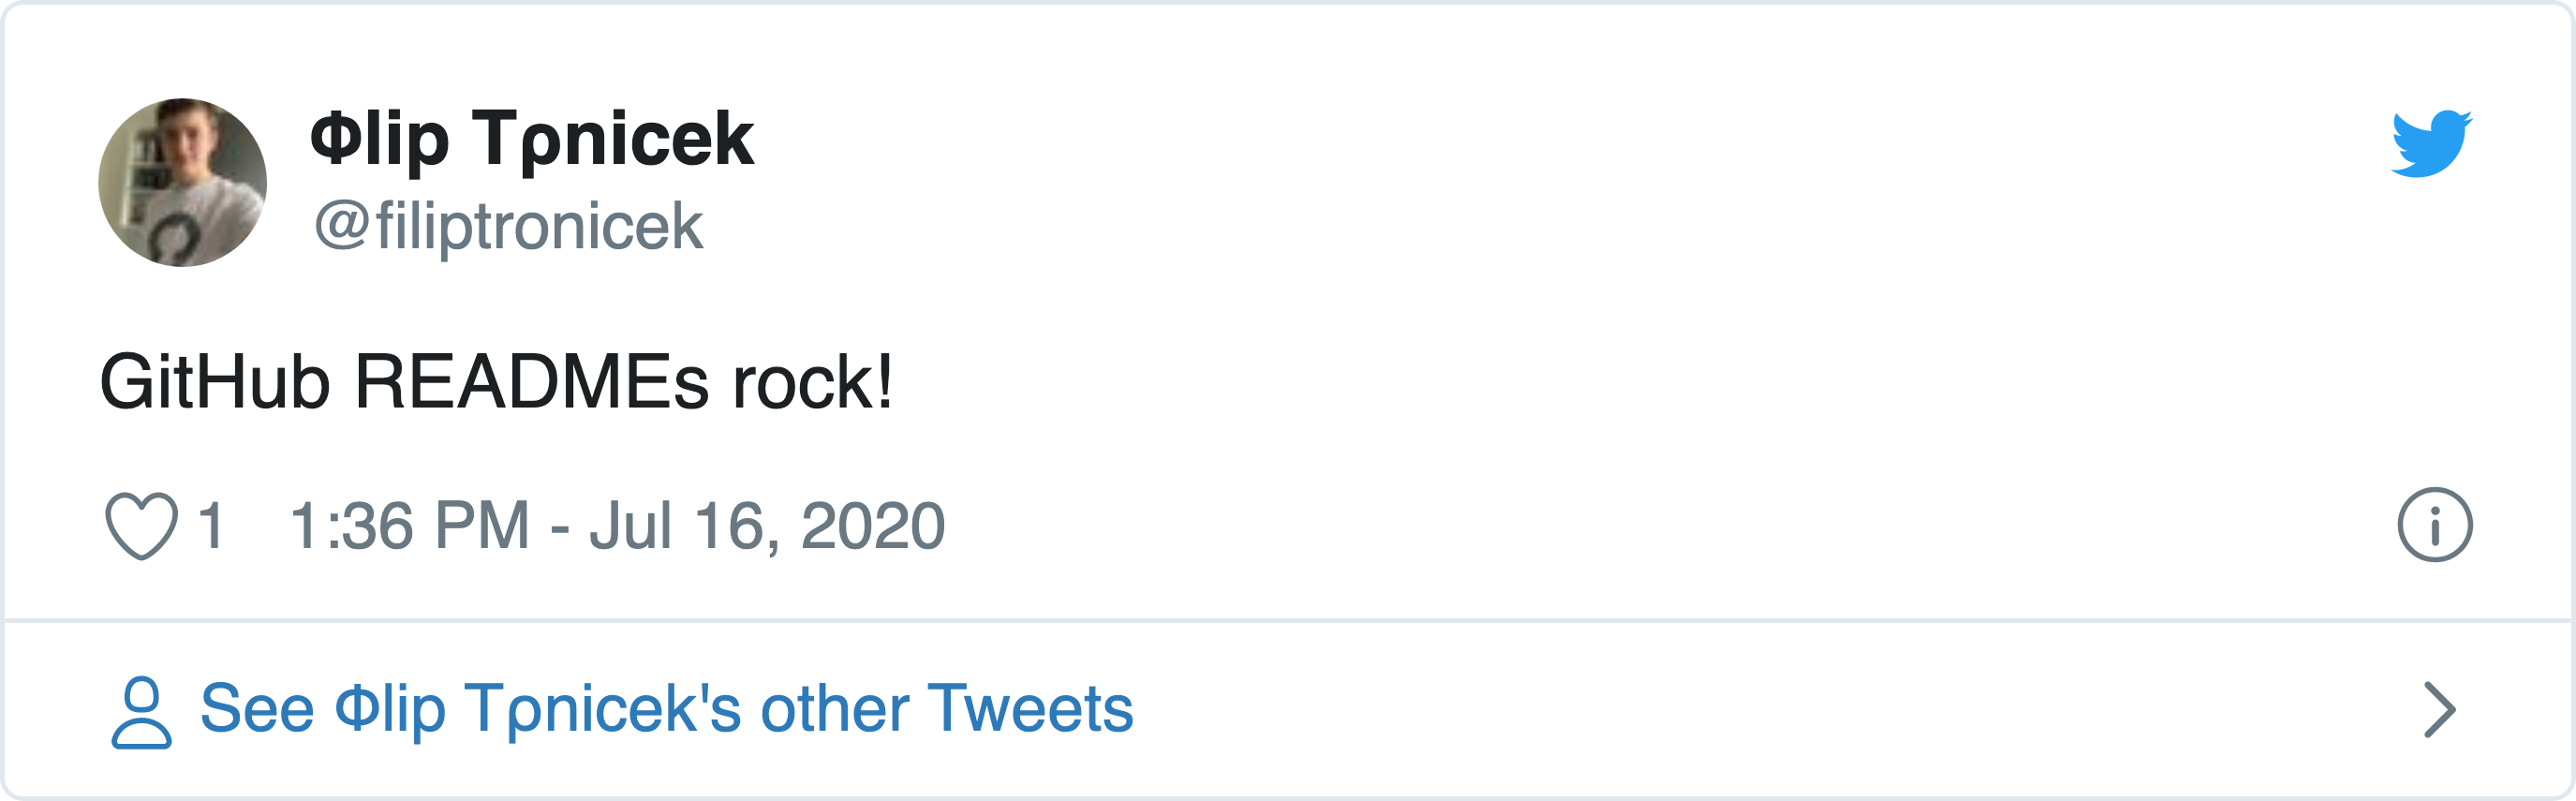 Φlip Tρnicek
@filiptronicek
GitHub READMEs rock!
1 1:36 PM - Jul 16, 2020
See Φlip Tρnicek's other Tweets